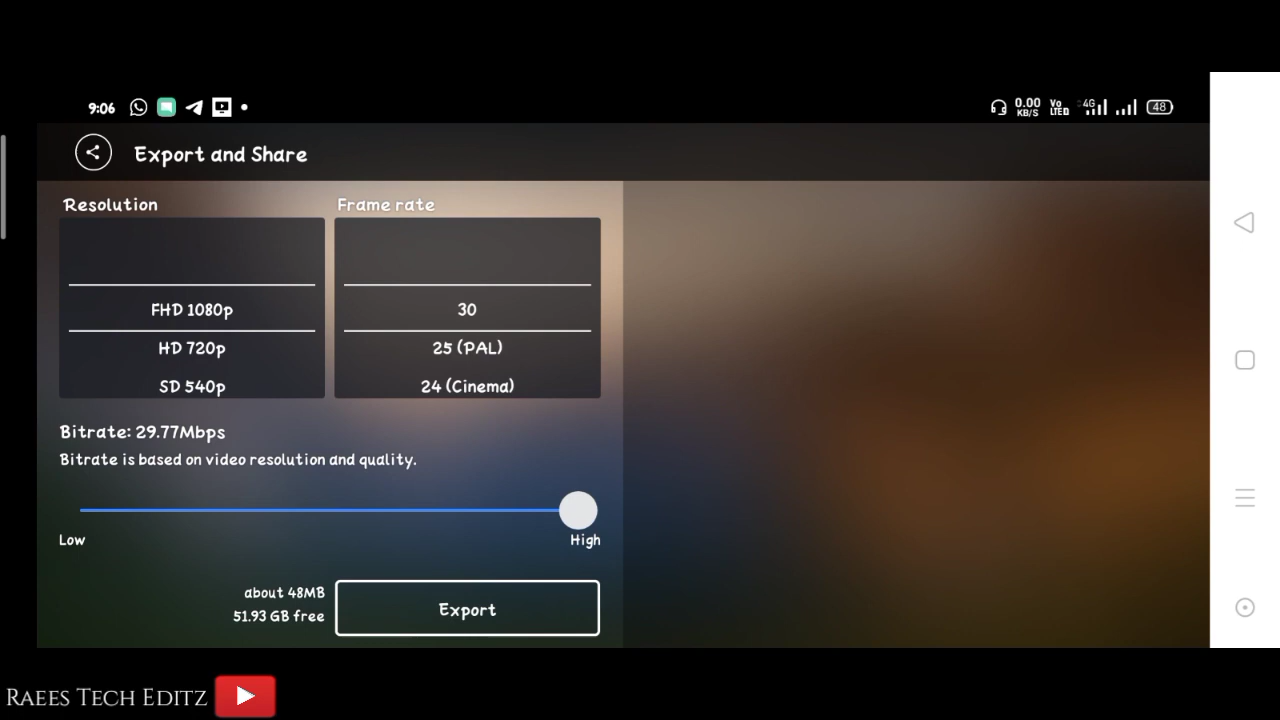 9:06
0.00 KB/S
Vo LTED
4G
48
Export and Share
Resolution
Frame rate
FHD 1080p
30
HD 720p
25 (PAL)
SD 540p
24 (Cinema)
Bitrate: 29.77Mbps
Bitrate is based on video resolution and quality.
Low
High
about 48MB
51.93 GB free
Export
Raees Tech Editz